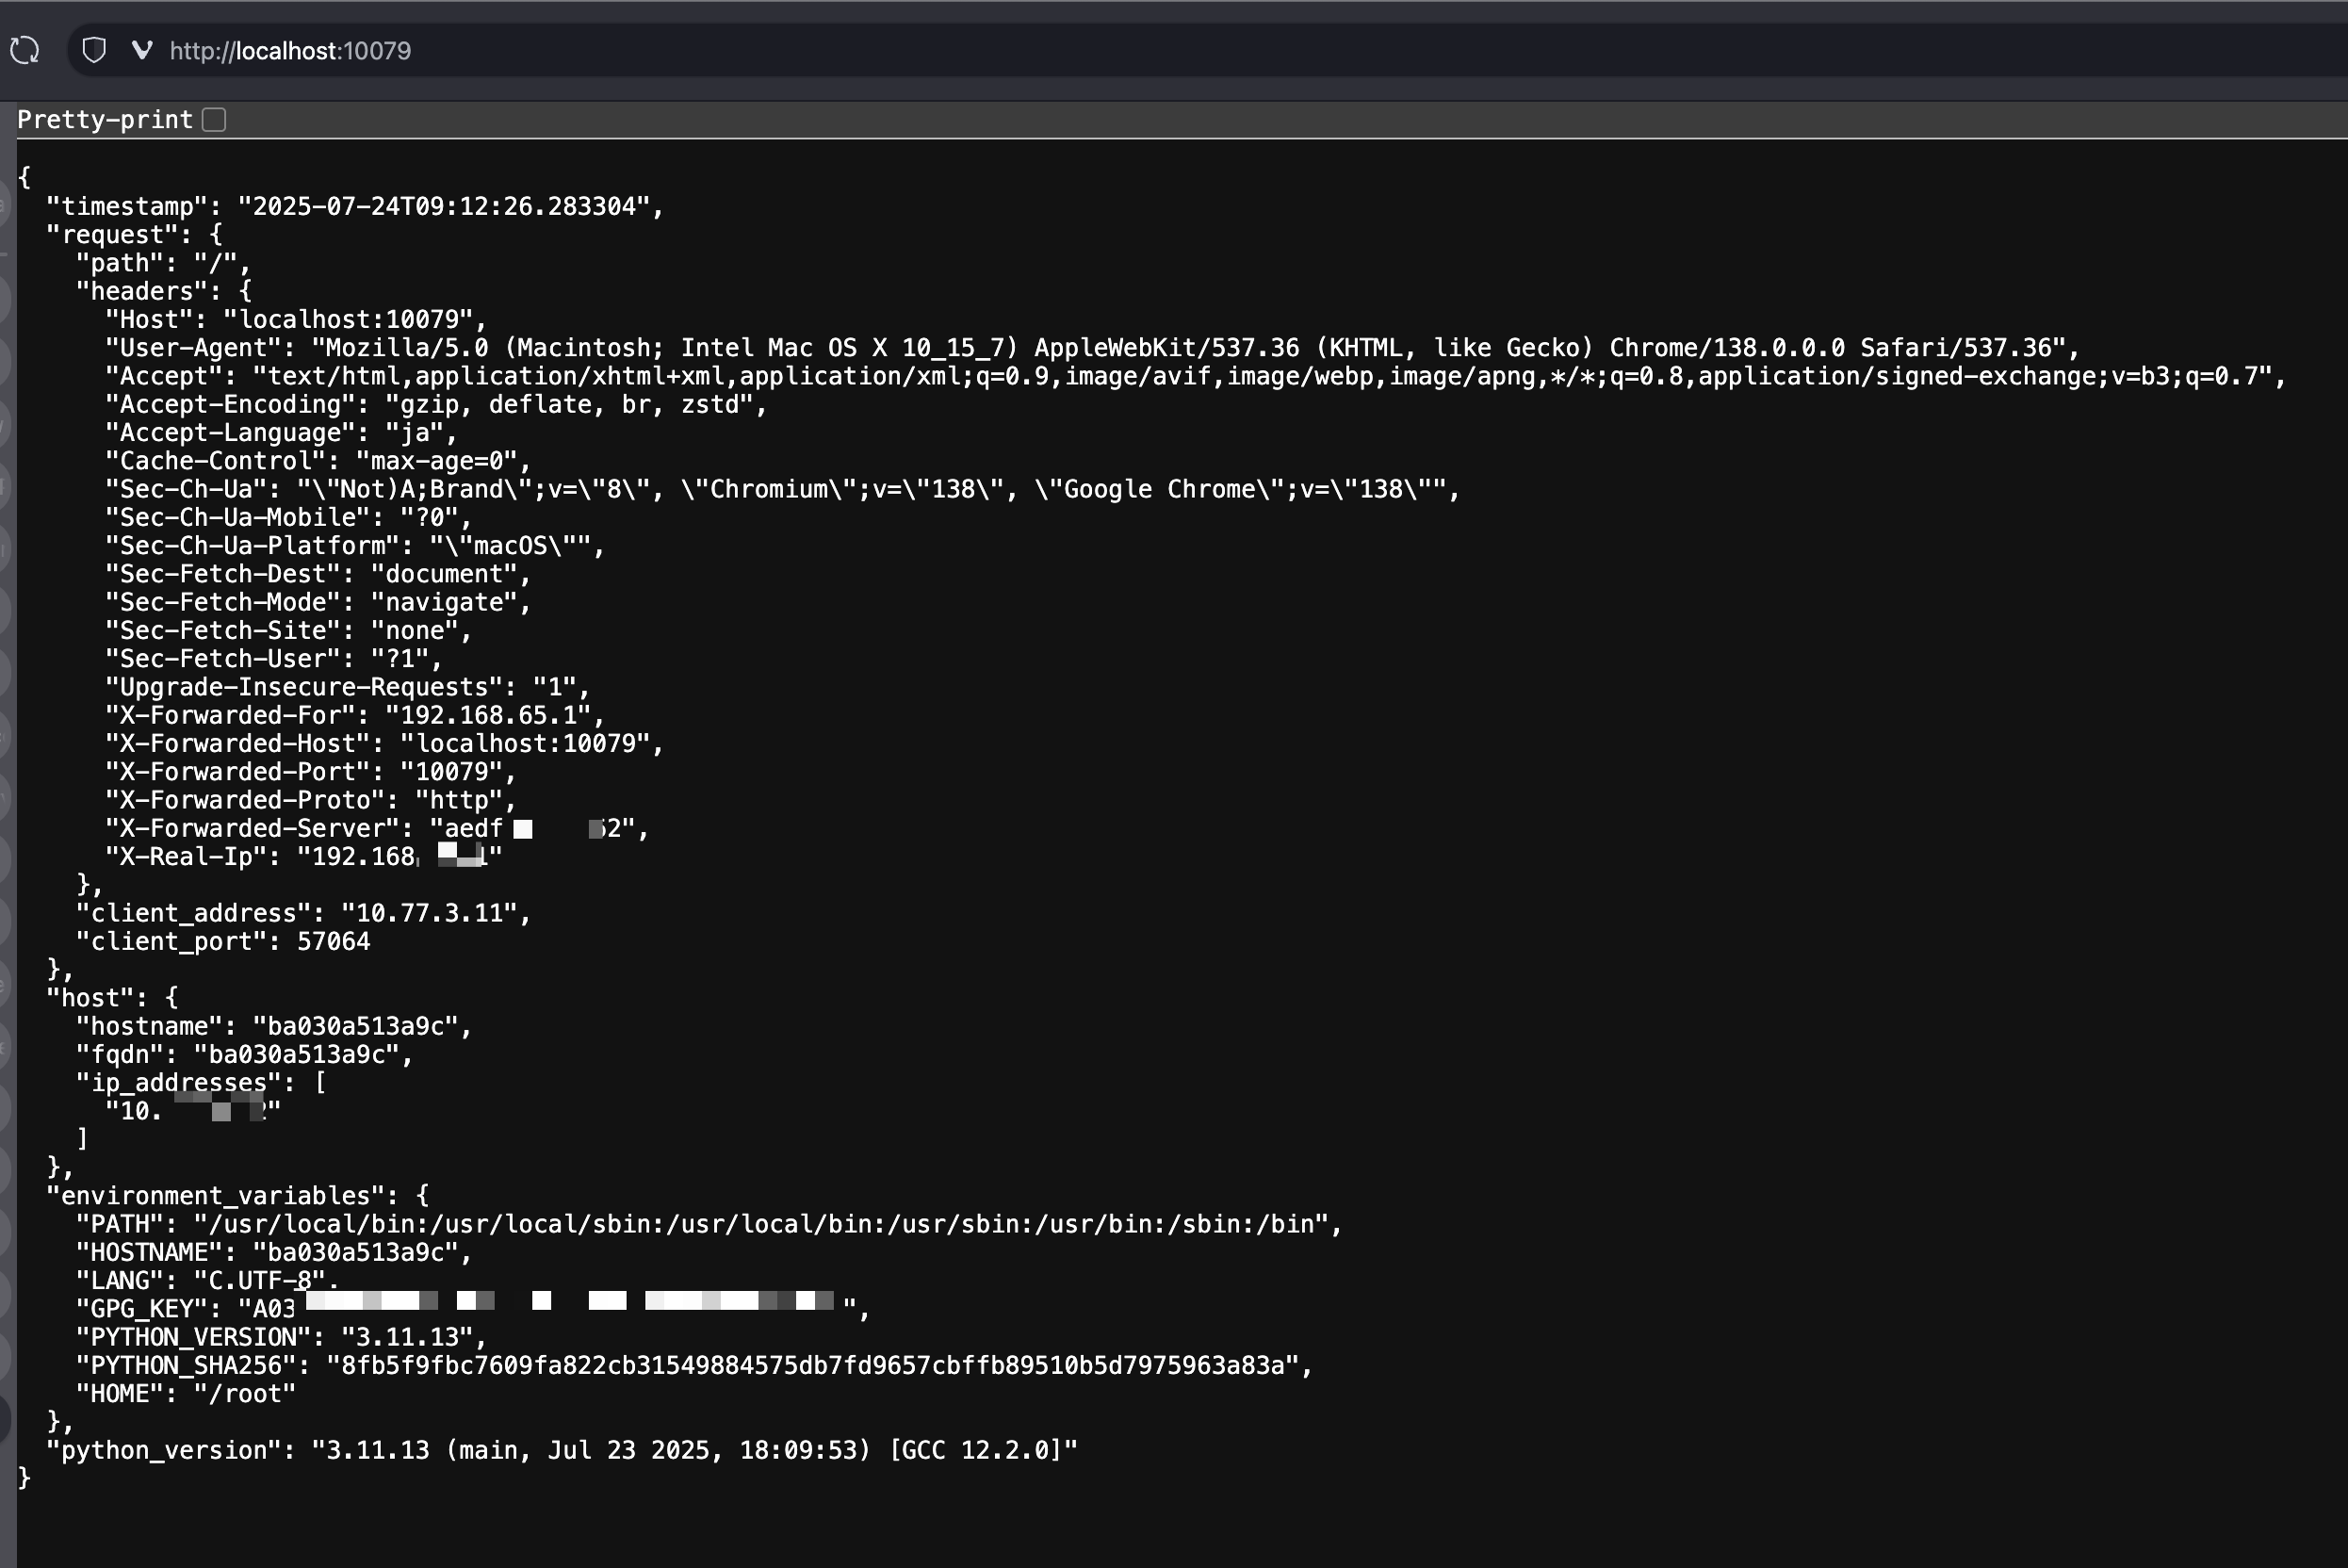 http://localhost:10079
Pretty-print
{
"timestamp": "2025-07-24T09:12:26.283304",
"request": {
"path": "/",
"headers": {
"Host": "localhost:10079",
"User-Agent": "Mozilla/5.0 (Macintosh; Intel Mac OS X 10_15_7) AppleWebKit/537.36 (KHTML, like Gecko) Chrome/138.0.0.0 Safari/537.36",
"Accept": "text/html,application/xhtml+xml,application/xml;q=0.9,image/avif,image/webp,image/apng,*/*;q=0.8,application/signed-exchange;v=b3;q=0.7",
"Accept-Encoding": "gzip, deflate, br, zstd",
"Accept-Language": "ja",
"Cache-Control": "max-age=0",
"Sec-Ch-Ua": "\"Not)A;Brand\";v=\"8\", \"Chromium\";v=\"138\", \"Google Chrome\";v=\"138\"",
"Sec-Ch-Ua-Mobile": "?0",
"Sec-Ch-Ua-Platform": "\"macOS\"",
"Sec-Fetch-Dest": "document",
"Sec-Fetch-Mode": "navigate",
"Sec-Fetch-Site": "none",
"Sec-Fetch-User": "?1",
"Upgrade-Insecure-Requests": "1",
"X-Forwarded-For": "192.168.65.1",
"X-Forwarded-Host": "localhost:10079",
"X-Forwarded-Port": "10079",
"X-Forwarded-Proto": "http",
"X-Forwarded-Server": "aedf 2",
"X-Real-Ip": "192.168 "
},
"client_address": "10.77.3.11",
"client_port": 57064
},
"host": {
"hostname": "ba030a513a9c",
"fqdn": "ba030a513a9c",
"ip_addresses": [
"10. "
]
},
"environment_variables": {
"PATH": "/usr/local/bin:/usr/local/sbin:/usr/local/bin:/usr/sbin:/usr/bin:/sbin:/bin",
"HOSTNAME": "ba030a513a9c",
"LANG": "C.UTF-8",
"GPG_KEY": "A03 ",
"PYTHON_VERSION": "3.11.13",
"PYTHON_SHA256": "8fb5f9fbc7609fa822cb31549884575db7fd9657cbffb89510b5d7975963a83a",
"HOME": "/root"
},
"python_version": "3.11.13 (main, Jul 23 2025, 18:09:53) [GCC 12.2.0]"
}